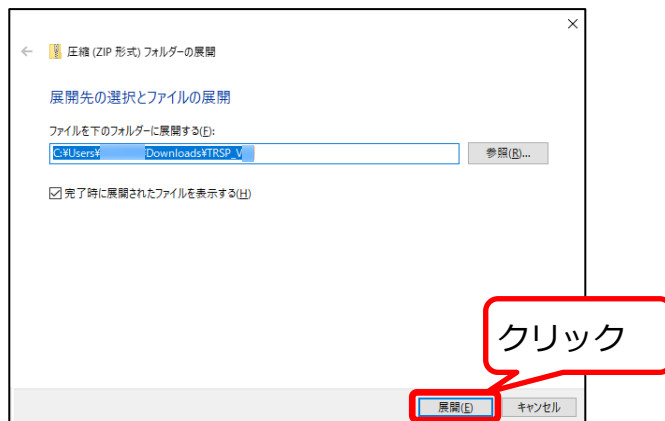 圧縮 (ZIP 形式) フォルダーの展開
展開先の選択とファイルの展開
ファイルを下のフォルダーに展開する(F):
C:¥Users¥ Downloads¥TRSP_V
参照(R)...
完了時に展開されたファイルを表示する(H)
クリック
展開(E)
キャンセル